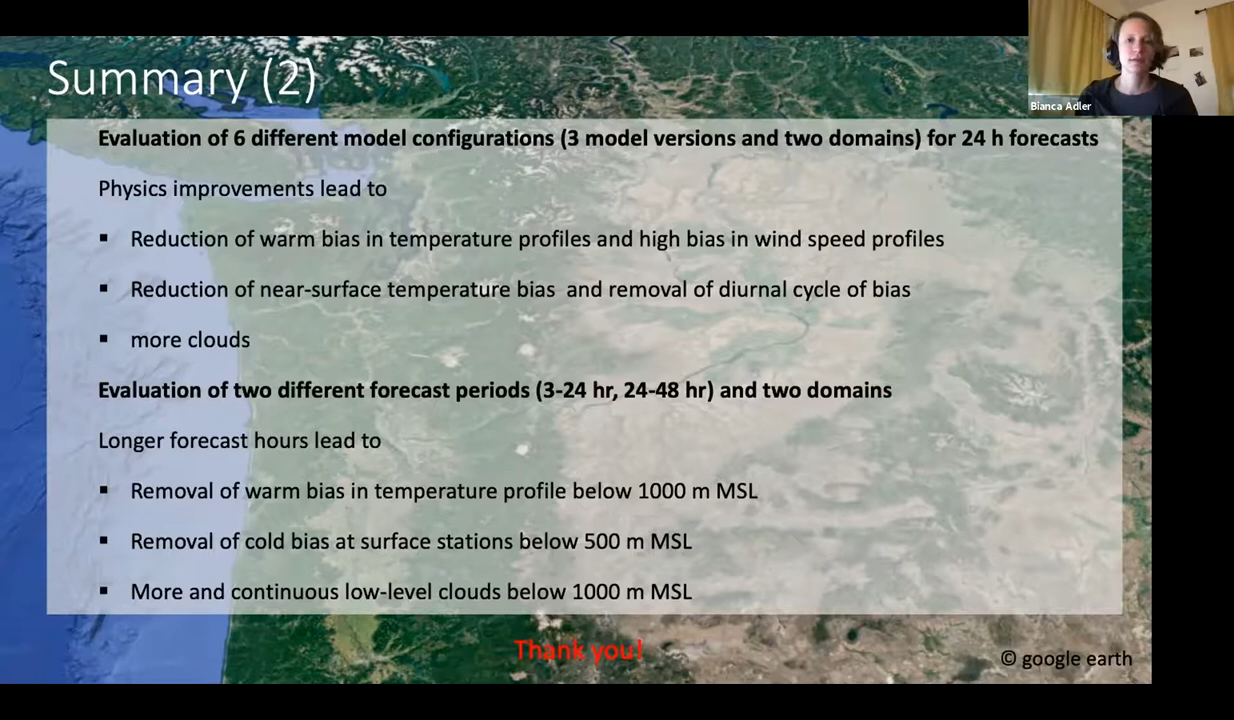 Summary (2)
Bianca Adler
Evaluation of 6 different model configurations (3 model versions and two domains) for 24 h forecasts
Physics improvements lead to
▪ Reduction of warm bias in temperature profiles and high bias in wind speed profiles
▪ Reduction of near-surface temperature bias and removal of diurnal cycle of bias
▪ more clouds
Evaluation of two different forecast periods (3-24 hr, 24-48 hr) and two domains
Longer forecast hours lead to
▪ Removal of warm bias in temperature profile below 1000 m MSL
▪ Removal of cold bias at surface stations below 500 m MSL
▪ More and continuous low-level clouds below 1000 m MSL
Thank you!
© google earth